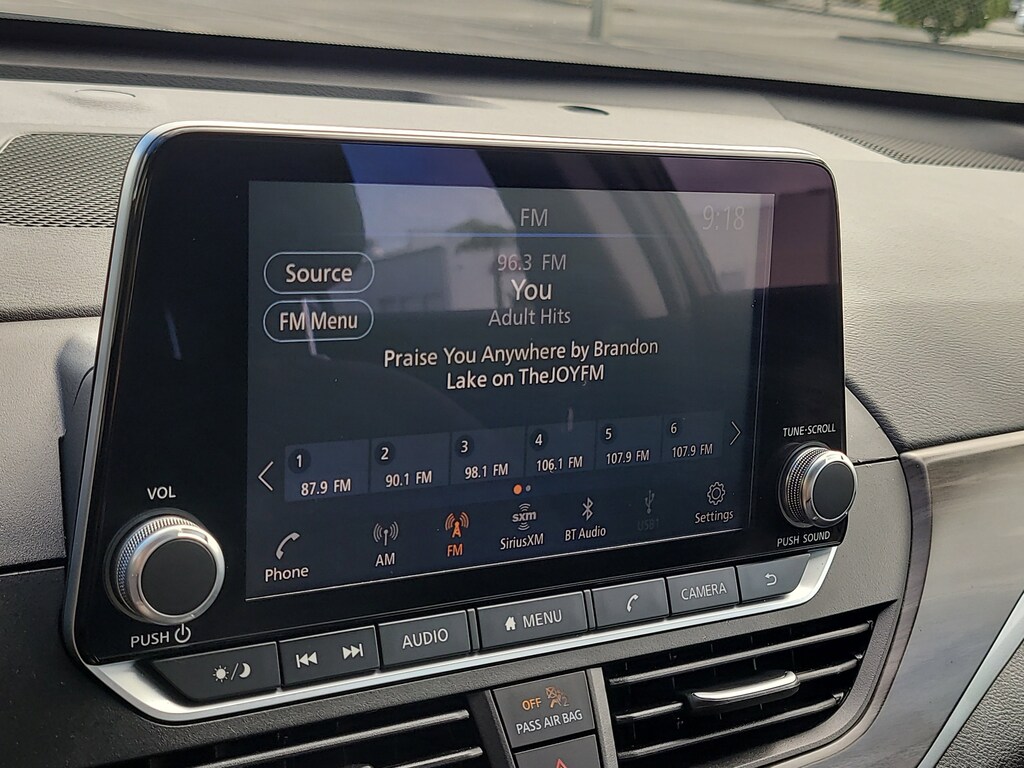 FM
9:18
Source
FM Menu
96.3 FM
You
Adult Hits
Praise You Anywhere by Brandon
Lake on TheJOYFM
1
87.9 FM
2
90.1 FM
3
98.1 FM
4
106.1 FM
5
107.9 FM
6
107.9 FM
Phone
AM
FM
sxm
SiriusXM
BT Audio
USB1
Settings
VOL
PUSH
TUNE·SCROLL
PUSH SOUND
AUDIO
MENU
CAMERA
OFF
2
PASS AIR BAG